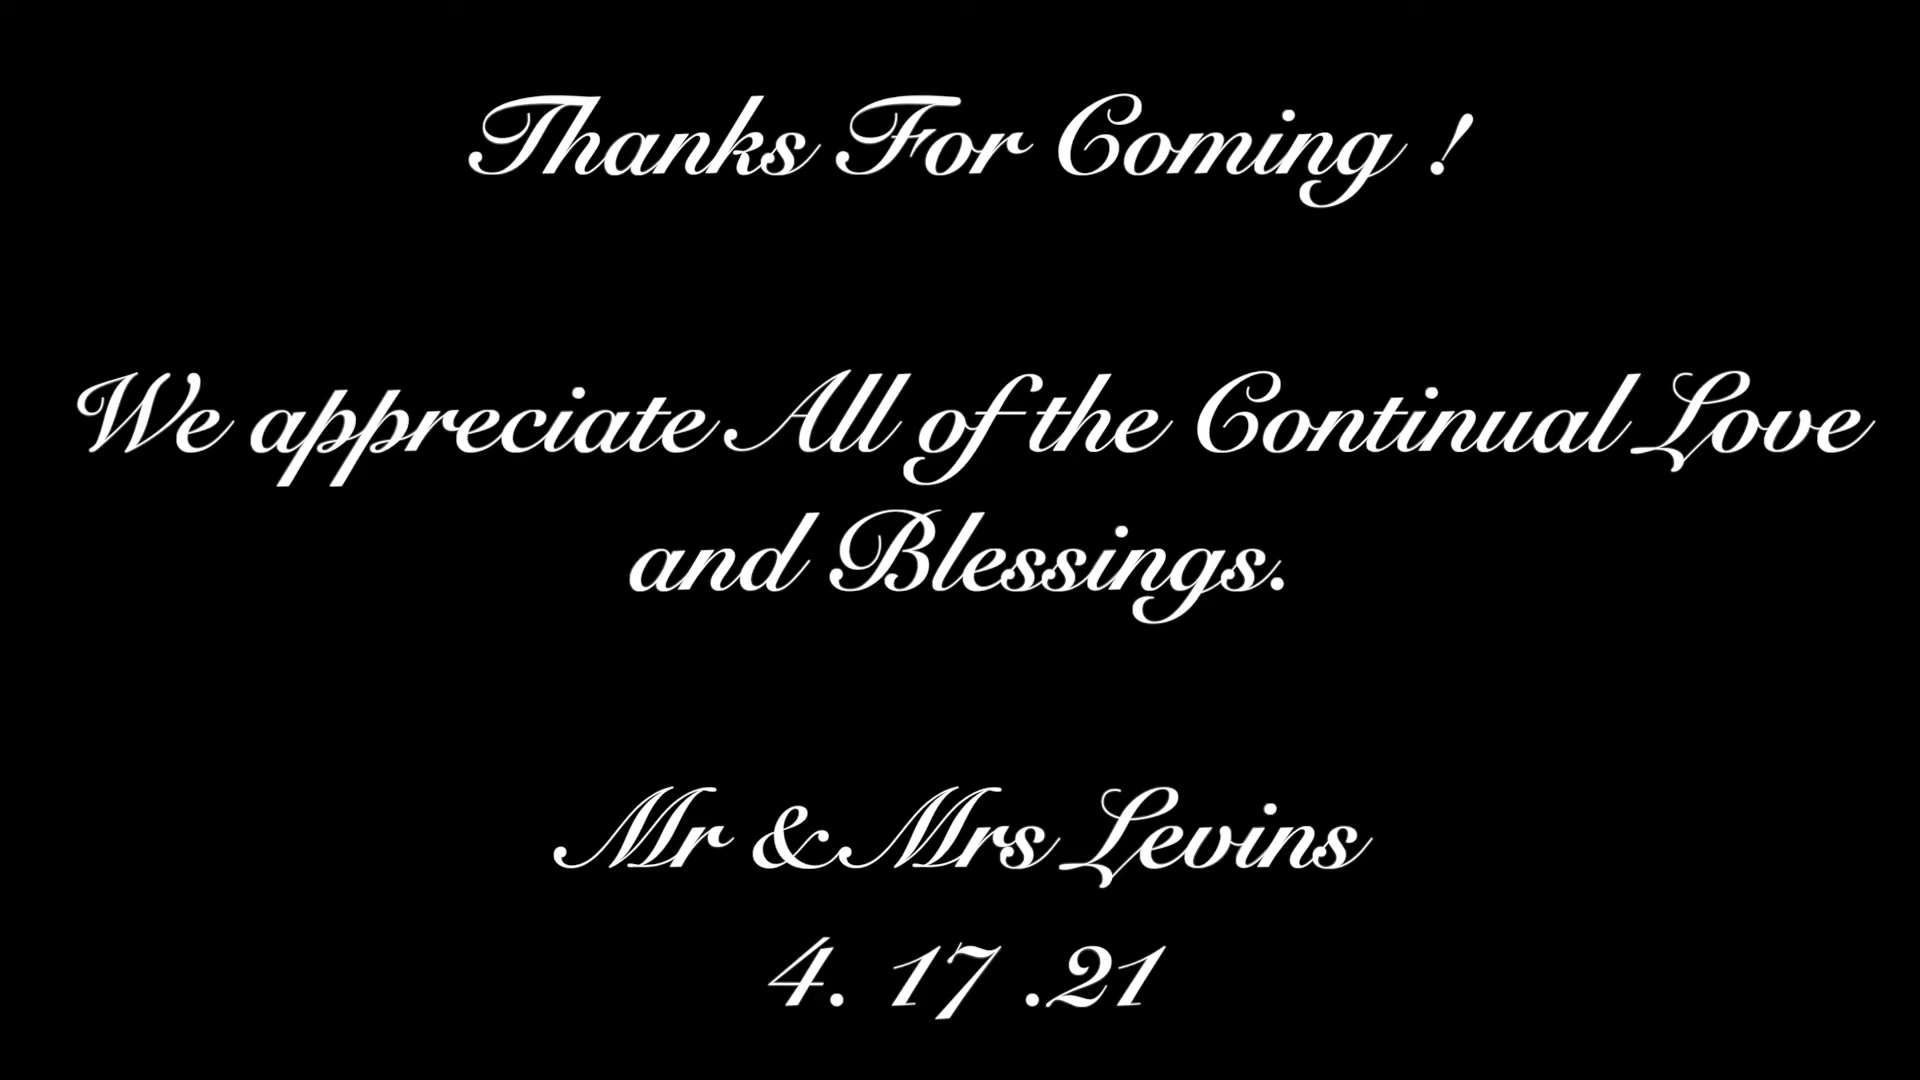 Thanks For Coming !
We appreciate All of the Continual Love
and Blessings.
Mr & Mrs Levins
4. 17 .21